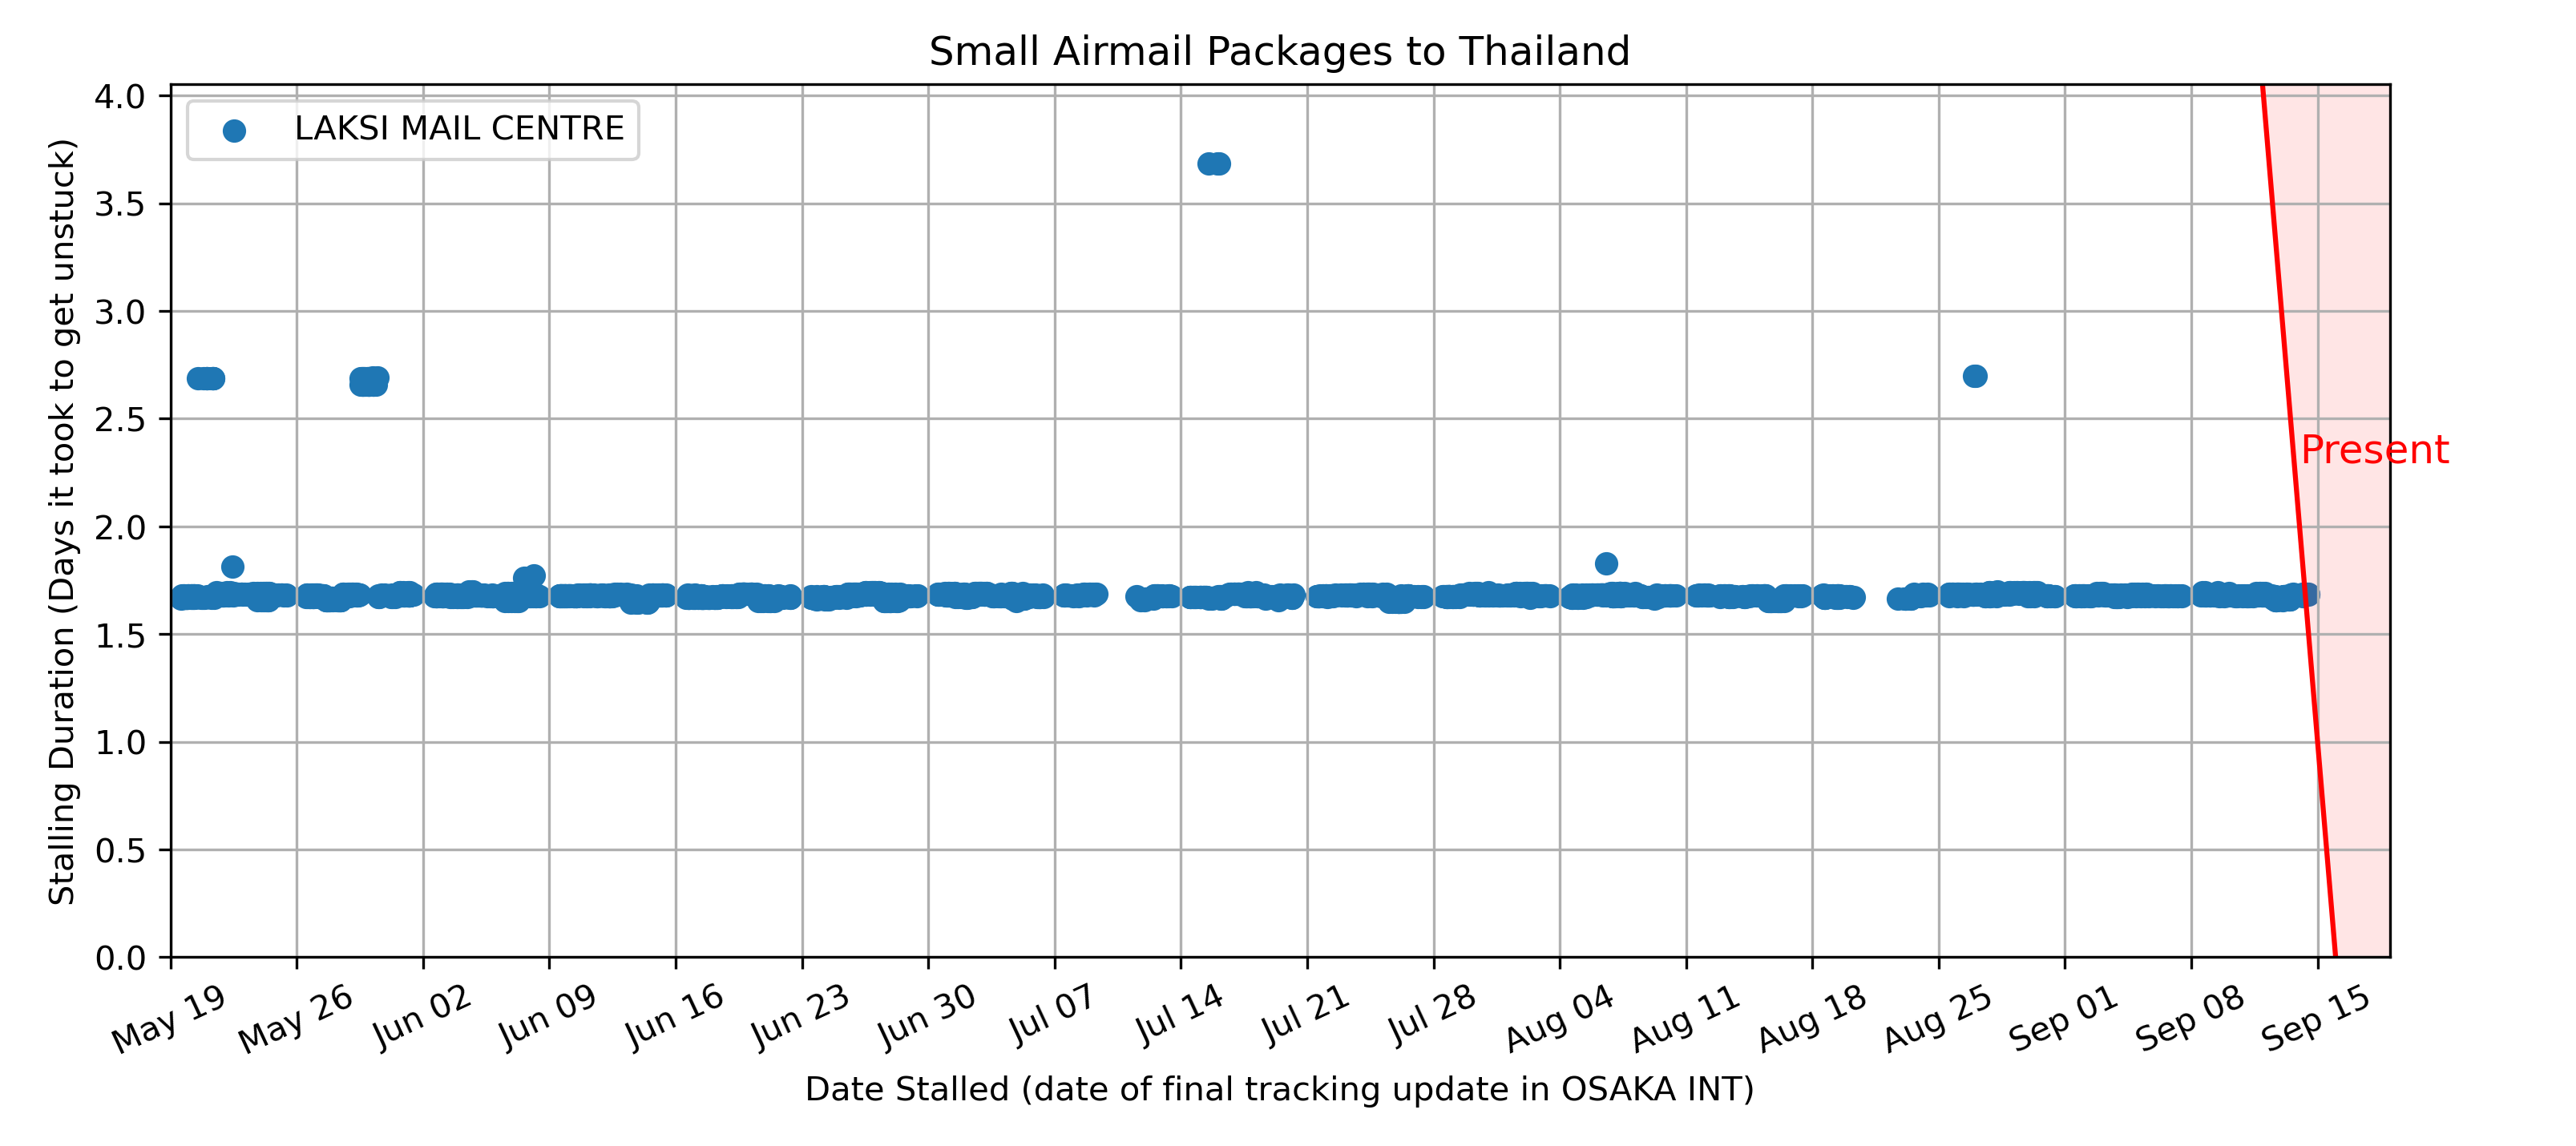 Small Airmail Packages to Thailand
LAKSI MAIL CENTRE
Stalling Duration (Days it took to get unstuck)
4.0
3.5
3.0
2.5
2.0
1.5
1.0
0.5
0.0
Present
May 19
May 26
Jun 02
Jun 09
Jun 16
Jun 23
Jun 30
Jul 07
Jul 14
Jul 21
Jul 28
Aug 04
Aug 11
Aug 18
Aug 25
Sep 01
Sep 08
Sep 15
Date Stalled (date of final tracking update in OSAKA INT)